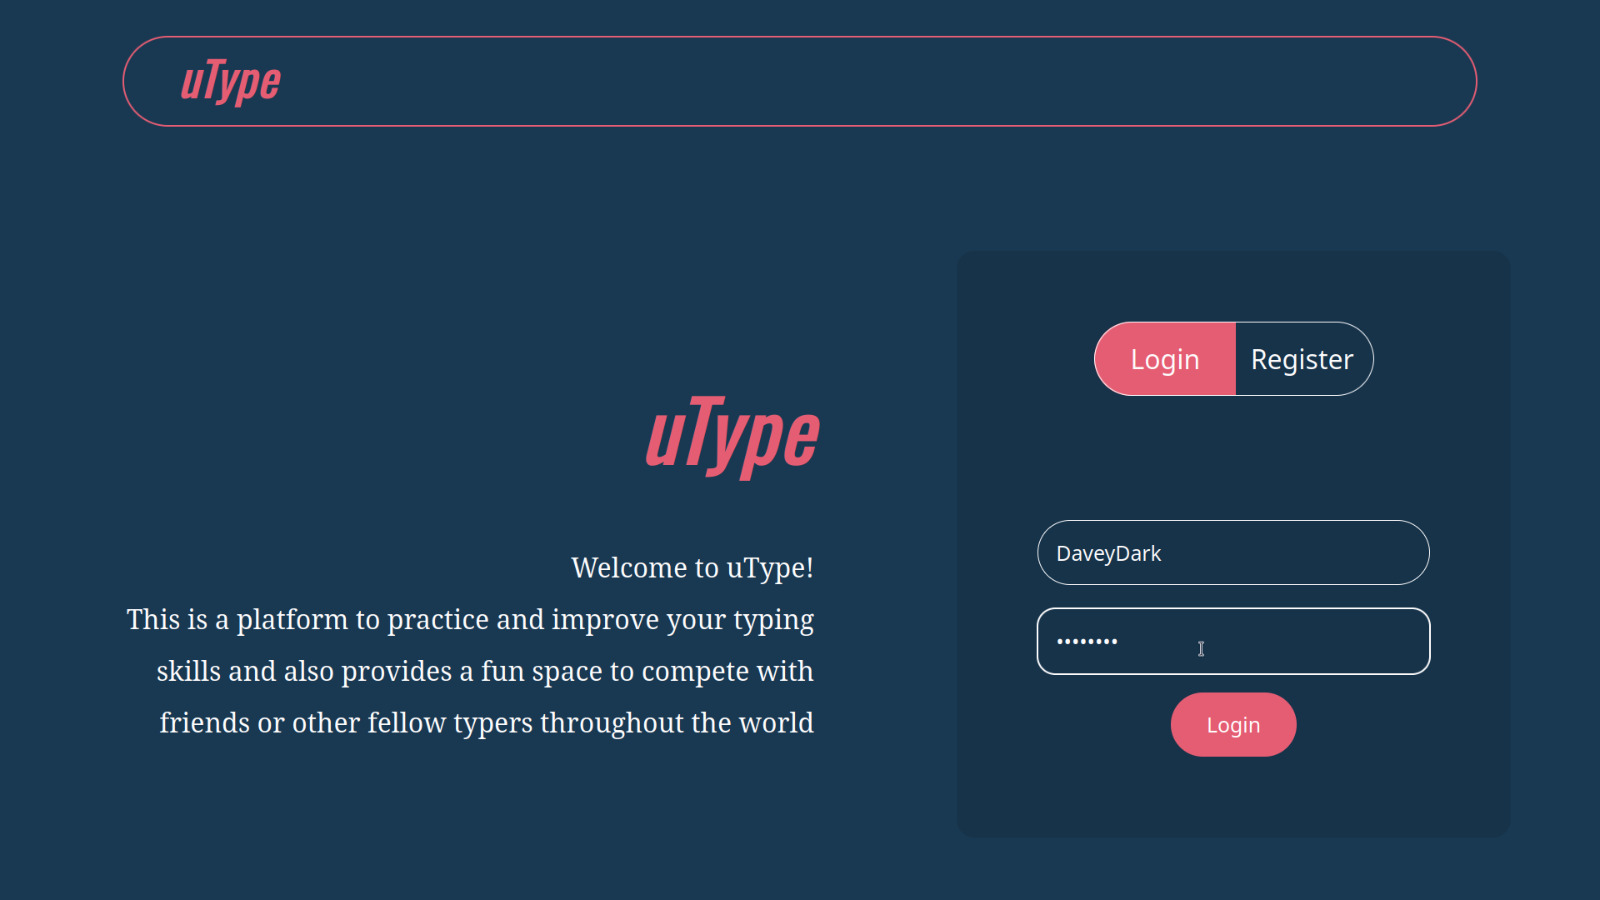 uType
uType
Welcome to uType!
This is a platform to practice and improve your typing
skills and also provides a fun space to compete with
friends or other fellow typers throughout the world
Login Register
DaveyDark
••••••••
Login